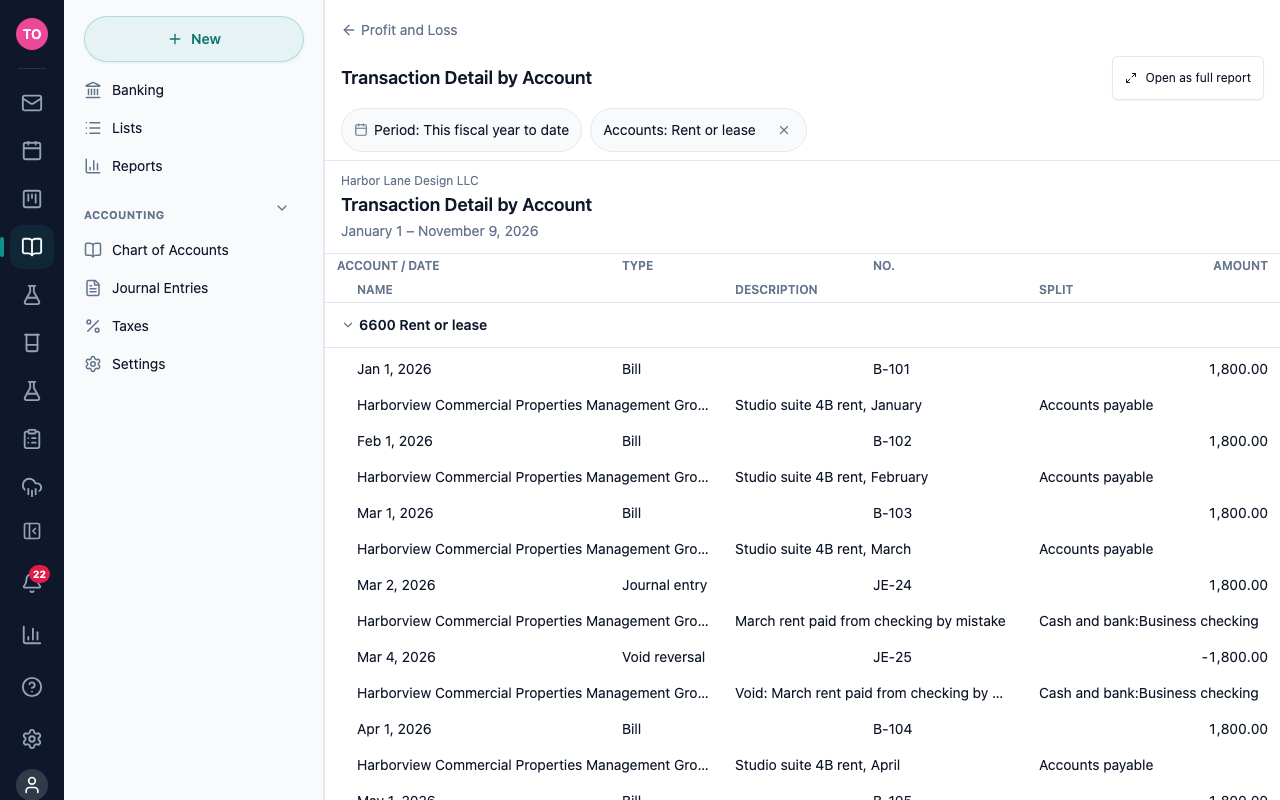 TO
New
Banking
Lists
Reports
ACCOUNTING
Chart of Accounts
Journal Entries
Taxes
Settings
22
Profit and Loss
Transaction Detail by Account
Open as full report
Period: This fiscal year to date
Accounts: Rent or lease
Harbor Lane Design LLC
Transaction Detail by Account
January 1 – November 9, 2026
ACCOUNT / DATE TYPE NO. AMOUNT
NAME DESCRIPTION SPLIT
6600 Rent or lease
Jan 1, 2026 Bill B-101 1,800.00
Harborview Commercial Properties Management Gro... Studio suite 4B rent, January Accounts payable
Feb 1, 2026 Bill B-102 1,800.00
Harborview Commercial Properties Management Gro... Studio suite 4B rent, February Accounts payable
Mar 1, 2026 Bill B-103 1,800.00
Harborview Commercial Properties Management Gro... Studio suite 4B rent, March Accounts payable
Mar 2, 2026 Journal entry JE-24 1,800.00
Harborview Commercial Properties Management Gro... March rent paid from checking by mistake Cash and bank:Business checking
Mar 4, 2026 Void reversal JE-25 -1,800.00
Harborview Commercial Properties Management Gro... Void: March rent paid from checking by ... Cash and bank:Business checking
Apr 1, 2026 Bill B-104 1,800.00
Harborview Commercial Properties Management Gro... Studio suite 4B rent, April Accounts payable
May 1, 2026 Bill B-105 1,800.00